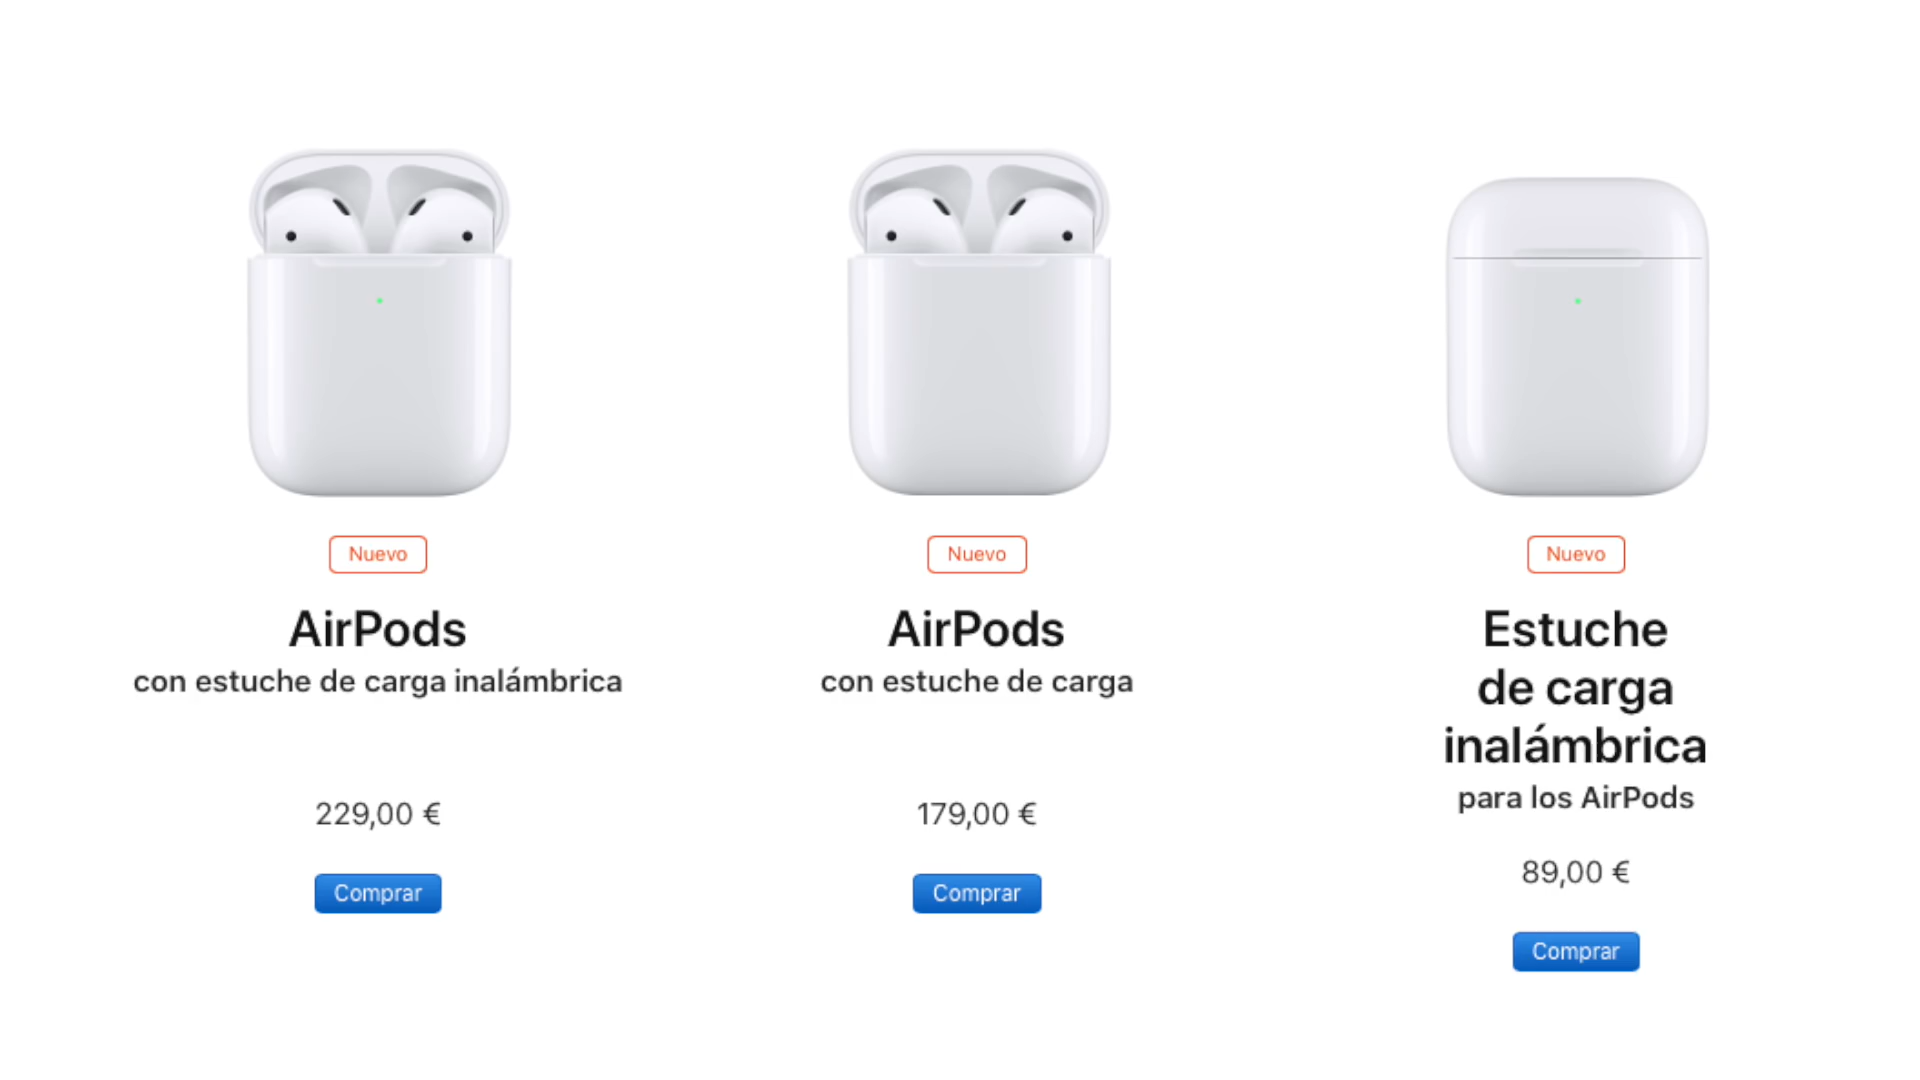 Nuevo
AirPods
con estuche de carga inalámbrica
229,00 €
Comprar
Nuevo
AirPods
con estuche de carga
179,00 €
Comprar
Nuevo
Estuche
de carga
inalámbrica
para los AirPods
89,00 €
Comprar